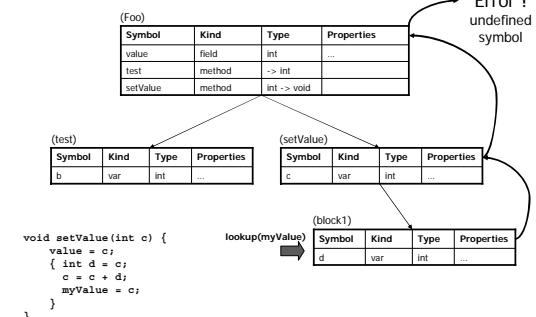 Error !
undefined
symbol
(Foo)
Symbol Kind Type Properties
value field int ...
test method -> int
setValue method int -> void
(test)
Symbol Kind Type Properties
b var int ...
(setValue)
Symbol Kind Type Properties
c var int ...
(block1)
lookup(myValue)
Symbol Kind Type Properties
d var int ...
void setValue(int c) {
value = c;
{ int d = c;
c = c + d;
myValue = c;
}
}